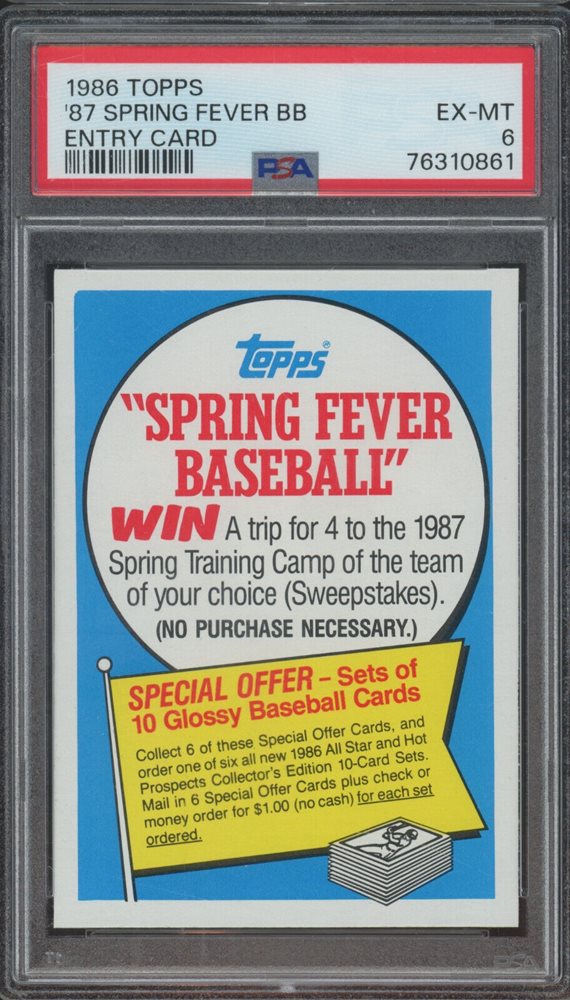 1986 TOPPS
'87 SPRING FEVER BB EX-MT
ENTRY CARD 6
76310861
PSA
Topps®
"SPRING FEVER
BASEBALL"
WIN A trip for 4 to the 1987
Spring Training Camp of the team
of your choice (Sweepstakes).
(NO PURCHASE NECESSARY.)
SPECIAL OFFER – Sets of
10 Glossy Baseball Cards
Collect 6 of these Special Offer Cards, and
order one of six all new 1986 All Star and Hot
Prospects Collector's Edition 10-Card Sets.
Mail in 6 Special Offer Cards plus check or
money order for $1.00 (no cash) for each set
ordered.
PSA